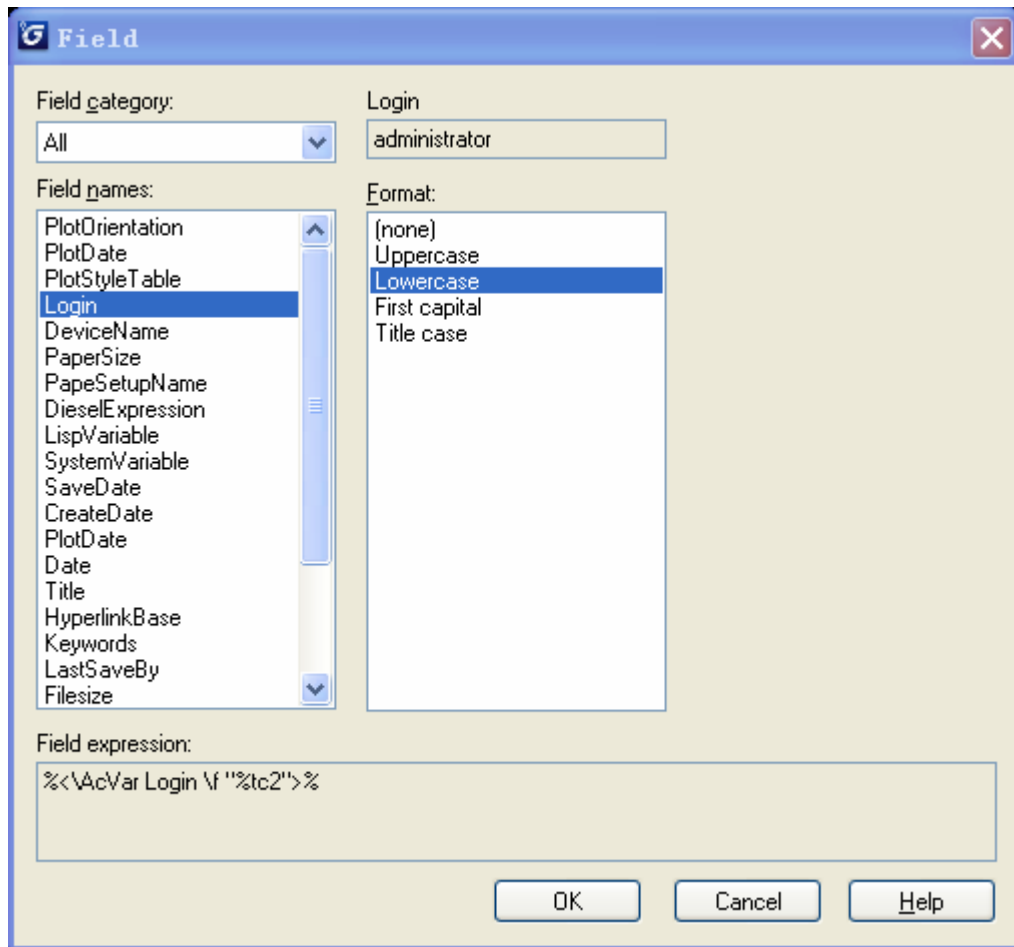 Field
Field category:
All
Field names:
PlotOrientation
PlotDate
PlotStyleTable
Login
DeviceName
PaperSize
PapeSetupName
DieselExpression
LispVariable
SystemVariable
SaveDate
CreateDate
PlotDate
Date
Title
HyperlinkBase
Keywords
LastSaveBy
Filesize
Login
administrator
Format:
(none)
Uppercase
Lowercase
First capital
Title case
Field expression:
%<\AcVar Login \f "%tc2">%
OK Cancel Help